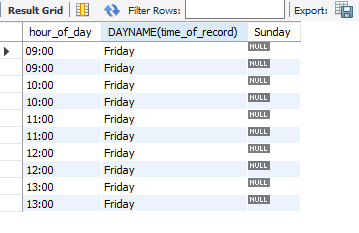 Result Grid Filter Rows: Export:
hour_of_day DAYNAME(time_of_record) Sunday
09:00 Friday NULL
09:00 Friday NULL
10:00 Friday NULL
10:00 Friday NULL
11:00 Friday NULL
11:00 Friday NULL
12:00 Friday NULL
12:00 Friday NULL
13:00 Friday NULL
13:00 Friday NULL